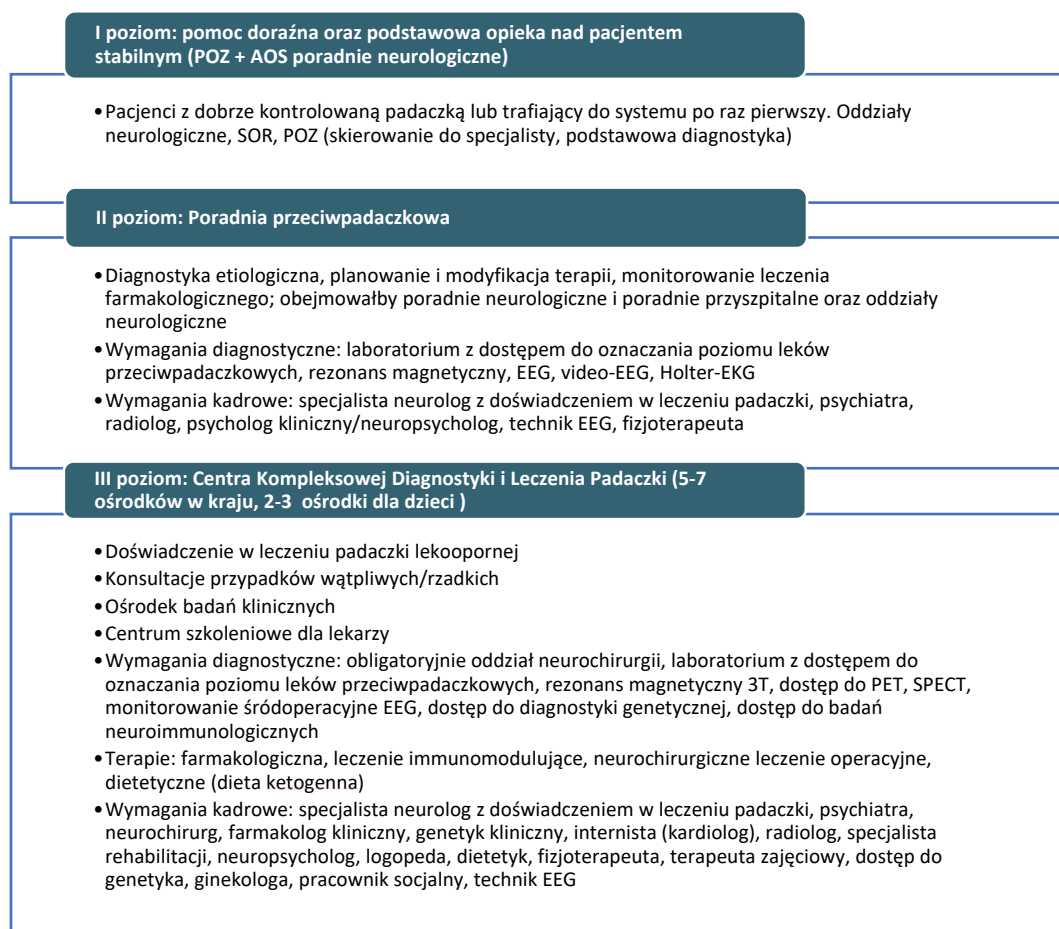 I poziom: pomoc doraźna oraz podstawowa opieka nad pacjentem
stabilnym (POZ + AOS poradnie neurologiczne)
•Pacjenci z dobrze kontrolowaną padaczką lub trafiający do systemu po raz pierwszy. Oddziały
neurologiczne, SOR, POZ (skierowanie do specjalisty, podstawowa diagnostyka)
II poziom: Poradnia przeciwpadaczkowa
•Diagnostyka etiologiczna, planowanie i modyfikacja terapii, monitorowanie leczenia
farmakologicznego; obejmowałby poradnie neurologiczne i poradnie przyszpitalne oraz oddziały
neurologiczne
•Wymagania diagnostyczne: laboratorium z dostępem do oznaczania poziomu leków
przeciwpadaczkowych, rezonans magnetyczny, EEG, video-EEG, Holter-EKG
•Wymagania kadrowe: specjalista neurolog z doświadczeniem w leczeniu padaczki, psychiatra,
radiolog, psycholog kliniczny/neuropsycholog, technik EEG, fizjoterapeuta
III poziom: Centra Kompleksowej Diagnostyki i Leczenia Padaczki (5-7
ośrodków w kraju, 2-3 ośrodki dla dzieci )
•Doświadczenie w leczeniu padaczki lekoopornej
•Konsultacje przypadków wątpliwych/rzadkich
•Ośrodek badań klinicznych
•Centrum szkoleniowe dla lekarzy
•Wymagania diagnostyczne: obligatoryjnie oddział neurochirurgii, laboratorium z dostępem do
oznaczania poziomu leków przeciwpadaczkowych, rezonans magnetyczny 3T, dostęp do PET, SPECT,
monitorowanie śródoperacyjne EEG, dostęp do diagnostyki genetycznej, dostęp do badań
neuroimmunologicznych
•Terapie: farmakologiczna, leczenie immunomodulujące, neurochirurgiczne leczenie operacyjne,
dietetyczne (dieta ketogenna)
•Wymagania kadrowe: specjalista neurolog z doświadczeniem w leczeniu padaczki, psychiatra,
neurochirurg, farmakolog kliniczny, genetyk kliniczny, internista (kardiolog), radiolog, specjalista
rehabilitacji, neuropsycholog, logopeda, dietetyk, fizjoterapeuta, terapeuta zajęciowy, dostęp do
genetyka, ginekologa, pracownik socjalny, technik EEG